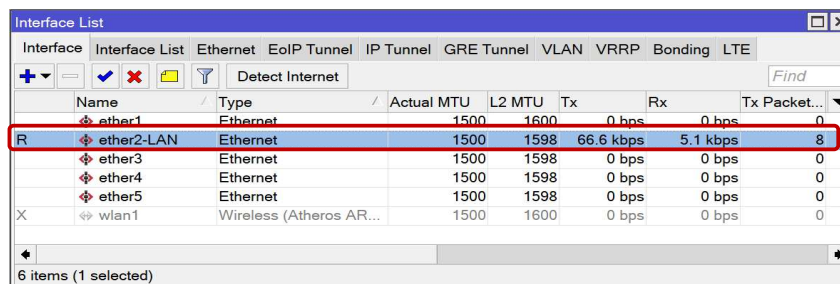 Interface List
Interface Interface List Ethernet EoIP Tunnel IP Tunnel GRE Tunnel VLAN VRRP Bonding LTE
Detect Internet Find
Name Type Actual MTU L2 MTU Tx Rx Tx Packet...
ether1 Ethernet 1500 1600 0 bps 0 bps 0
R ether2-LAN Ethernet 1500 1598 66.6 kbps 5.1 kbps 8
ether3 Ethernet 1500 1598 0 bps 0 bps 0
ether4 Ethernet 1500 1598 0 bps 0 bps 0
ether5 Ethernet 1500 1598 0 bps 0 bps 0
X wlan1 Wireless (Atheros AR... 1500 1600 0 bps 0 bps 0
6 items (1 selected)